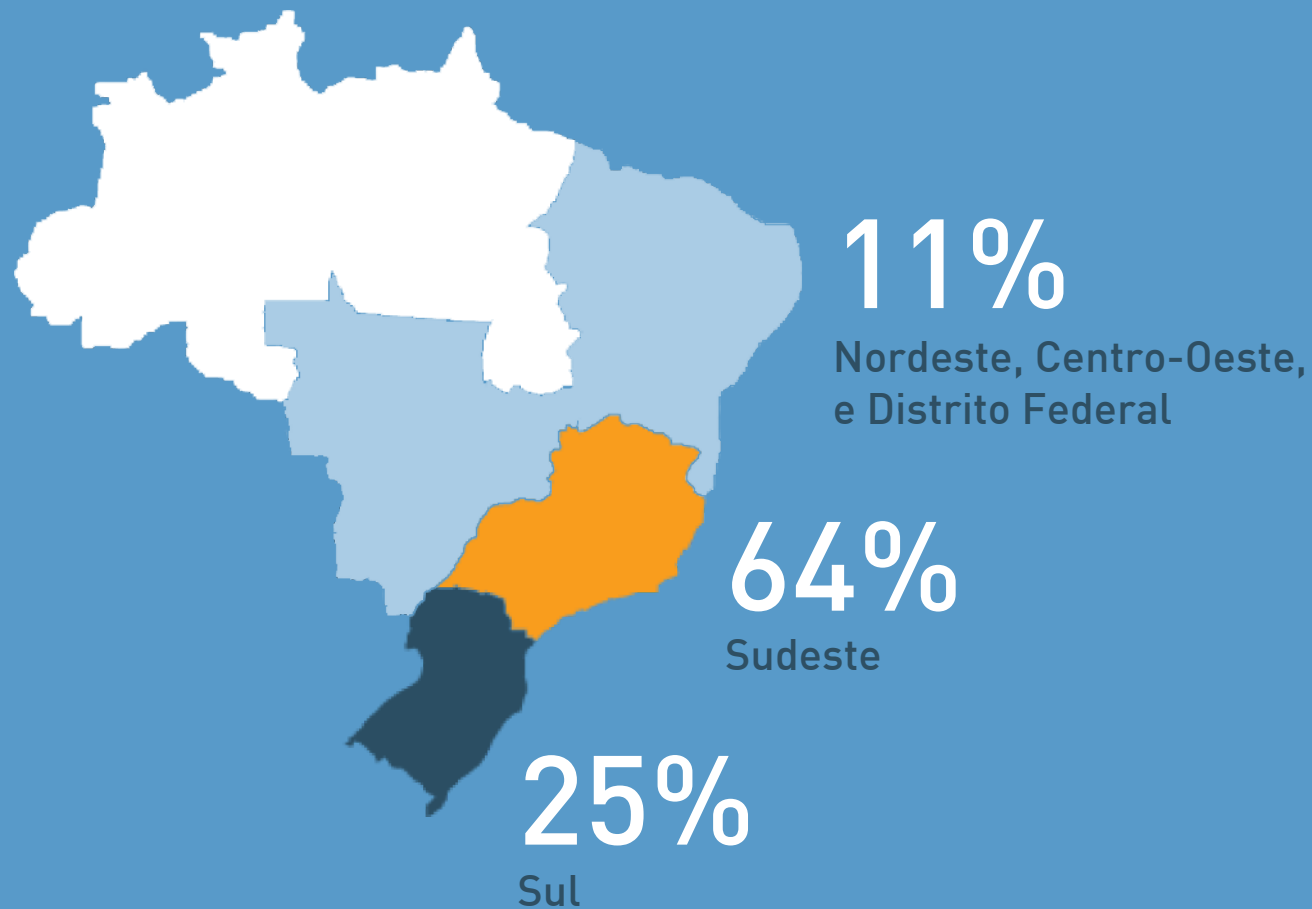 11%
Nordeste, Centro-Oeste,
e Distrito Federal
64%
Sudeste
25%
Sul